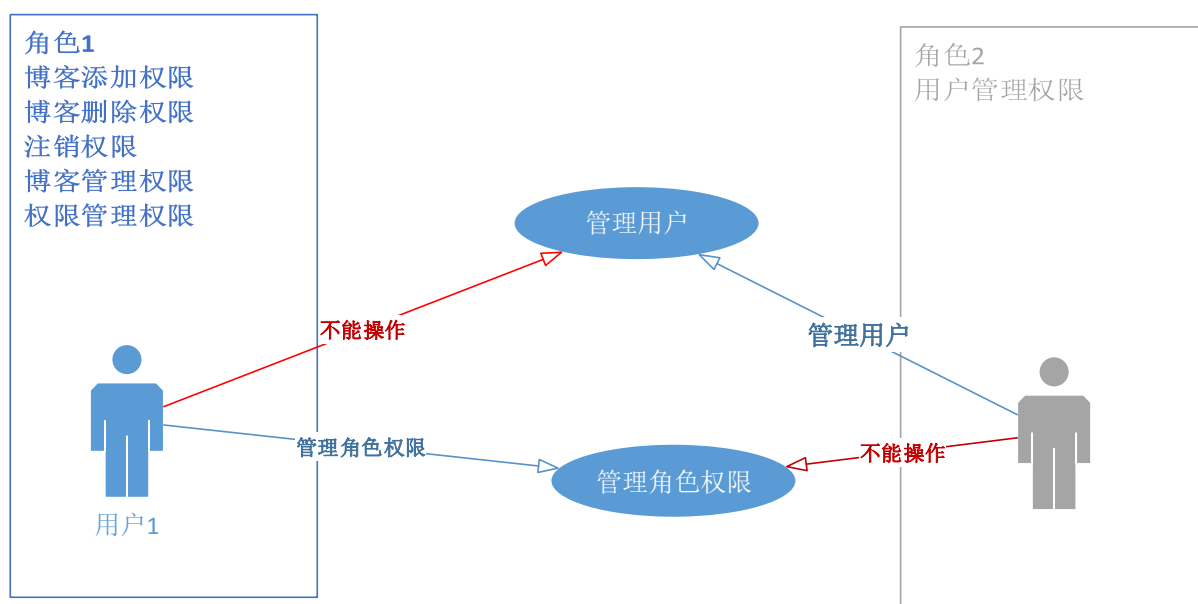 角色1
博客添加权限
博客删除权限
注销权限
博客管理权限
权限管理权限
角色2
用户管理权限
管理用户
不能操作
管理用户
管理角色权限
不能操作
管理角色权限
用户1